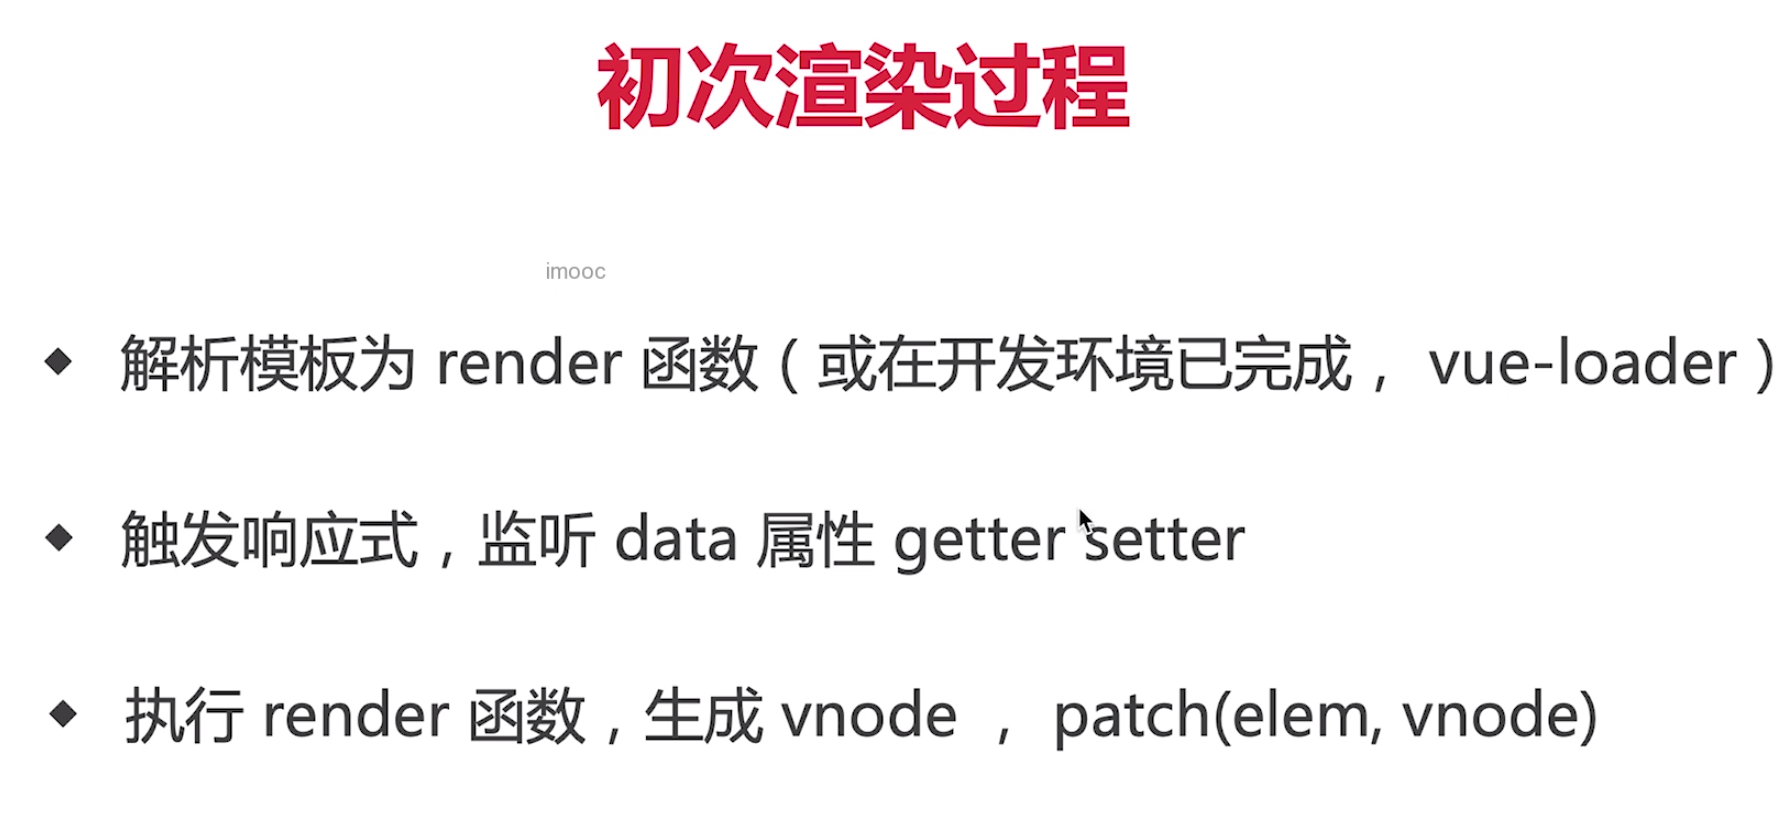 初次渲染过程
imooc
◆ 解析模板为 render 函数（或在开发环境已完成， vue-loader）
◆ 触发响应式，监听 data 属性 getter setter
◆ 执行 render 函数，生成 vnode ， patch(elem, vnode)